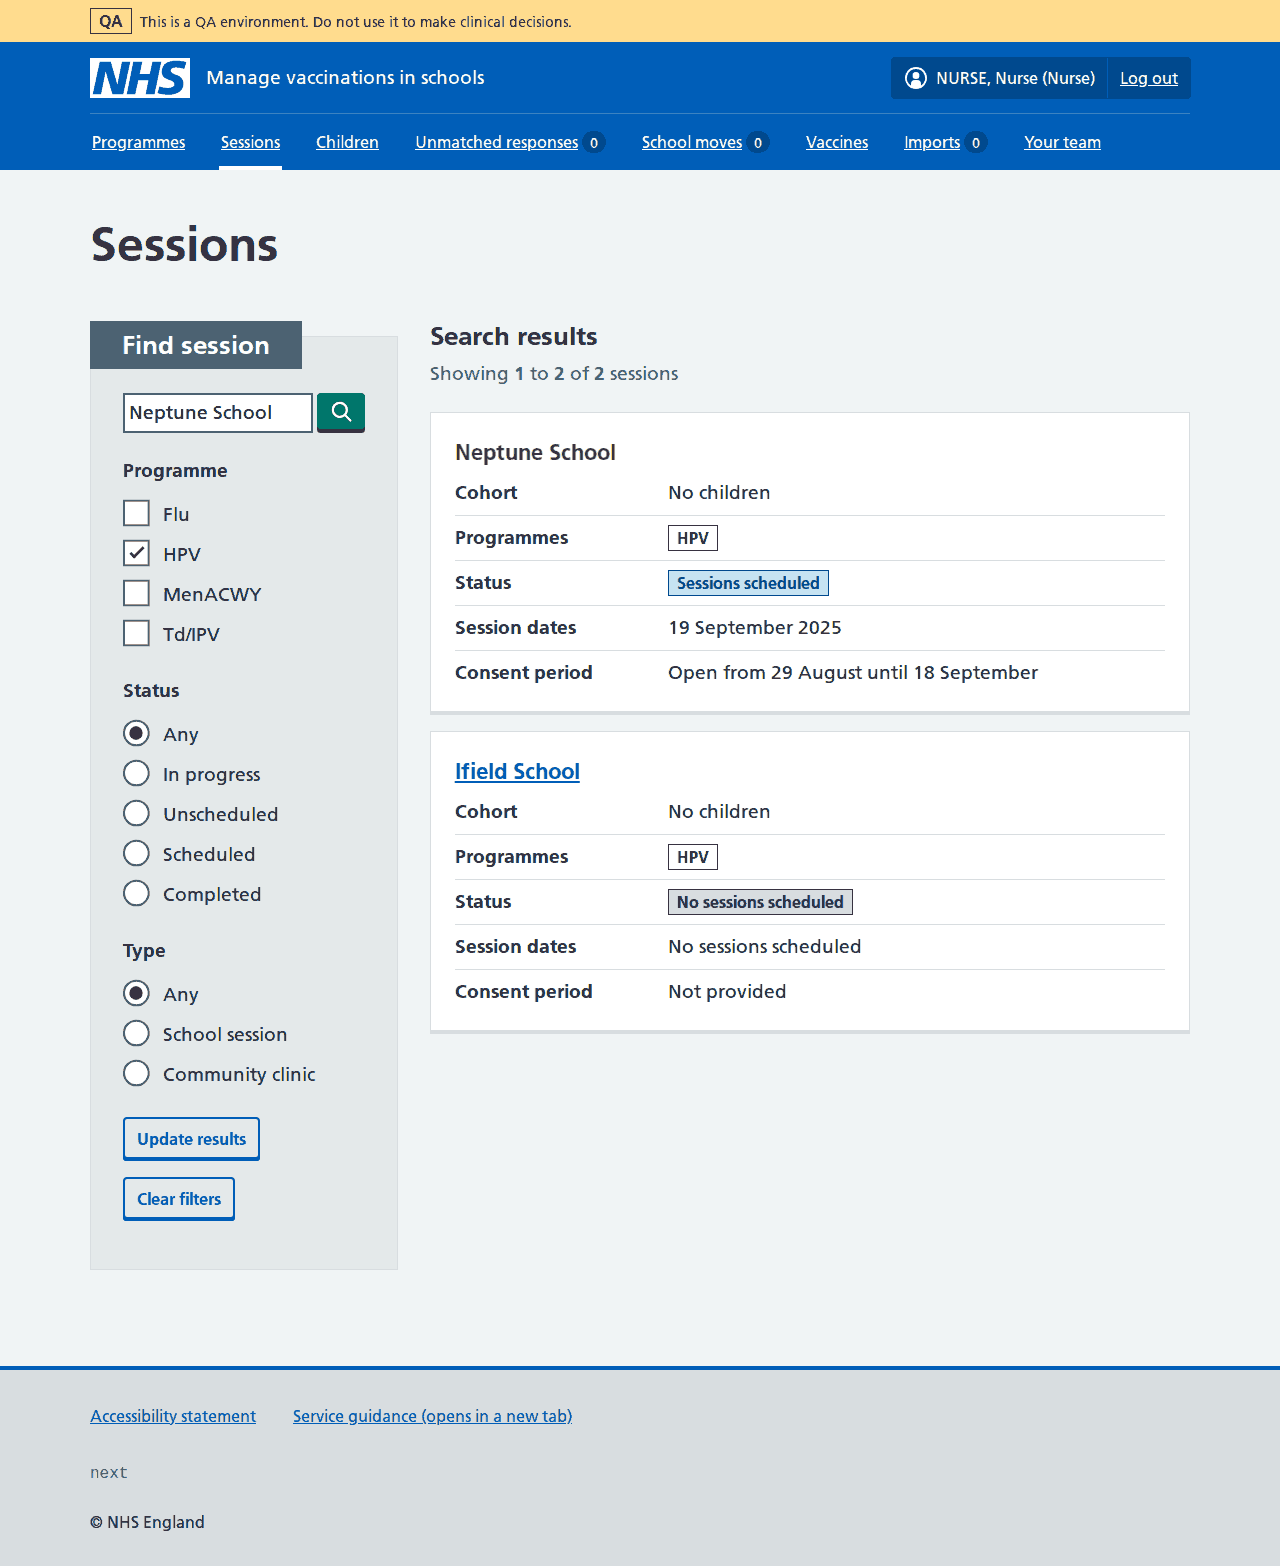 QA This is a QA environment. Do not use it to make clinical decisions.
NHS Manage vaccinations in schools
NURSE, Nurse (Nurse) Log out
Programmes Sessions Children Unmatched responses 0 School moves 0 Vaccines Imports 0 Your team
Sessions
Find session
Neptune School
Programme
Flu
HPV
MenACWY
Td/IPV
Status
Any
In progress
Unscheduled
Scheduled
Completed
Type
Any
School session
Community clinic
Update results
Clear filters
Search results
Showing 1 to 2 of 2 sessions
Neptune School
Cohort No children
Programmes HPV
Status Sessions scheduled
Session dates 19 September 2025
Consent period Open from 29 August until 18 September
Ifield School
Cohort No children
Programmes HPV
Status No sessions scheduled
Session dates No sessions scheduled
Consent period Not provided
Accessibility statement Service guidance (opens in a new tab)
next
© NHS England